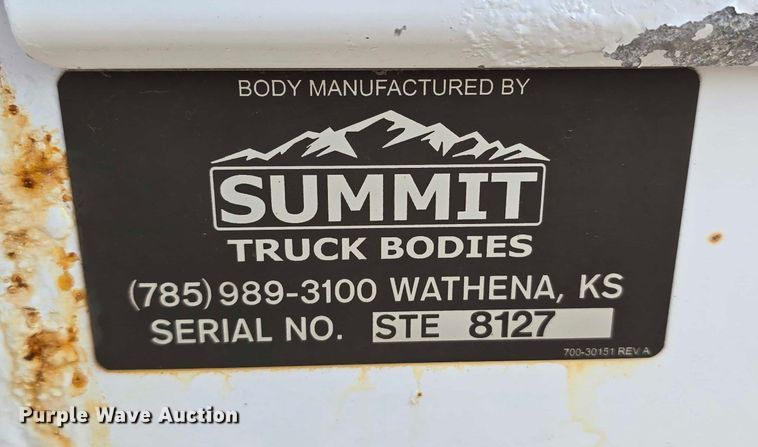 BODY MANUFACTURED BY
SUMMIT
TRUCK BODIES
(785) 989-3100 WATHENA, KS
SERIAL NO. STE 8127
700-30151 REV A
Purple Wave Auction